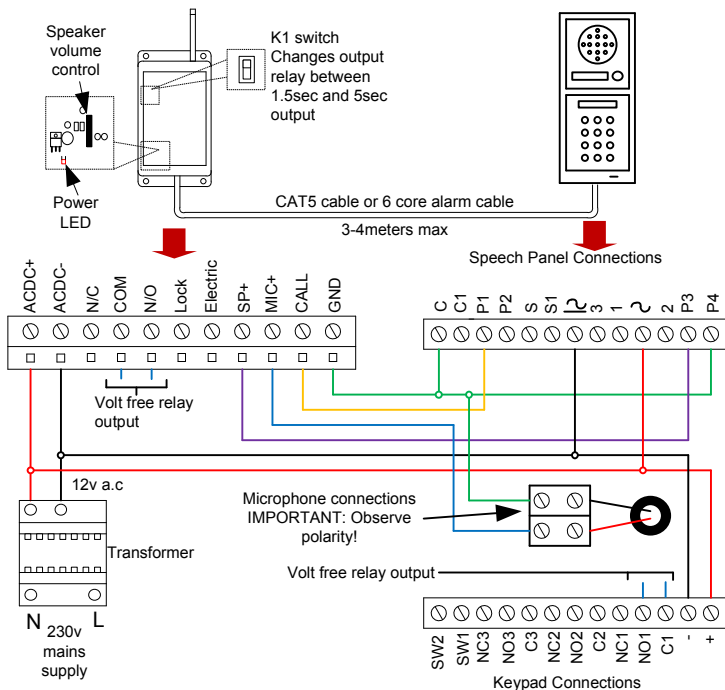 Speaker
volume
control
K1 switch
Changes output
relay between
1.5sec and 5sec
output
Power
LED
CAT5 cable or 6 core alarm cable
3-4meters max
Speech Panel Connections
ACDC+
ACDC-
N/C
COM
N/O
Lock
Electric
SP+
MIC+
CALL
GND
C
C1
P1
P2
S
S1
3
1
2
P3
P4
Volt free relay
output
12v a.c
Microphone connections
IMPORTANT: Observe
polarity!
Transformer
Volt free relay output
N
L
230v
mains
supply
SW2
SW1
NC3
NO3
C3
NC2
NO2
C2
NC1
NO1
C1
-
+
Keypad Connections